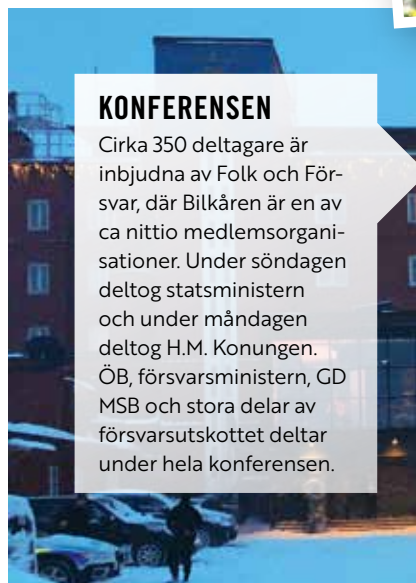 KONFERENSEN
Cirka 350 deltagare är
inbjudna av Folk och För-
svar, där Bilkåren är en av
ca nittio medlemsorgani-
sationer. Under söndagen
deltog statsministern
och under måndagen
deltog H.M. Konungen.
ÖB, försvarsministern, GD
MSB och stora delar av
försvarsutskottet deltar
under hela konferensen.